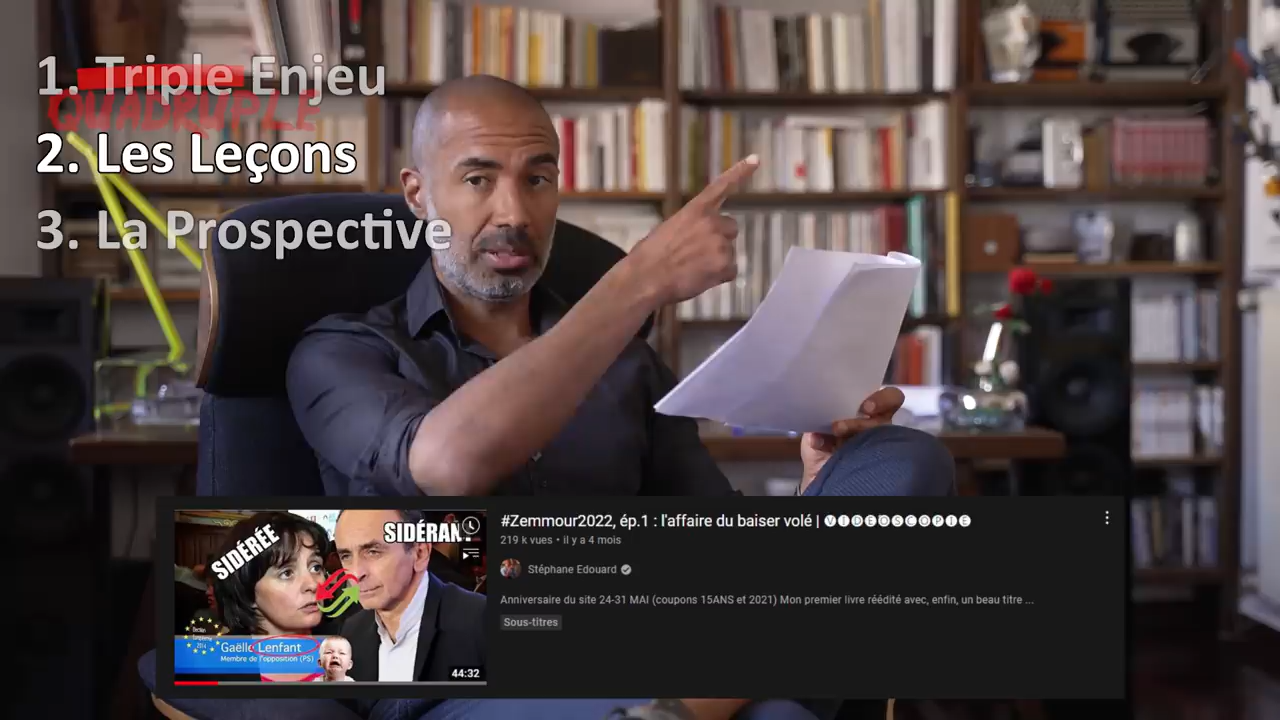 1. Triple Enjeu
QUADRUPLE
2. Les Leçons
3. La Prospective
SIDÉRÉE
SIDÉRAN
Gaëlle Lenfant
Membre de l'opposition (PS)
44:32
#Zemmour2022, ép.1 : l'affaire du baiser volé | 🅥🅘🅓🅔🅞🅢🅒🅞🅟🅘🅔
219 k vues • il y a 4 mois
Stéphane Edouard
Anniversaire du site 24-31 MAI (coupons 15ANS et 2021) Mon premier livre réédité avec, enfin, un beau titre ...
Sous-titres